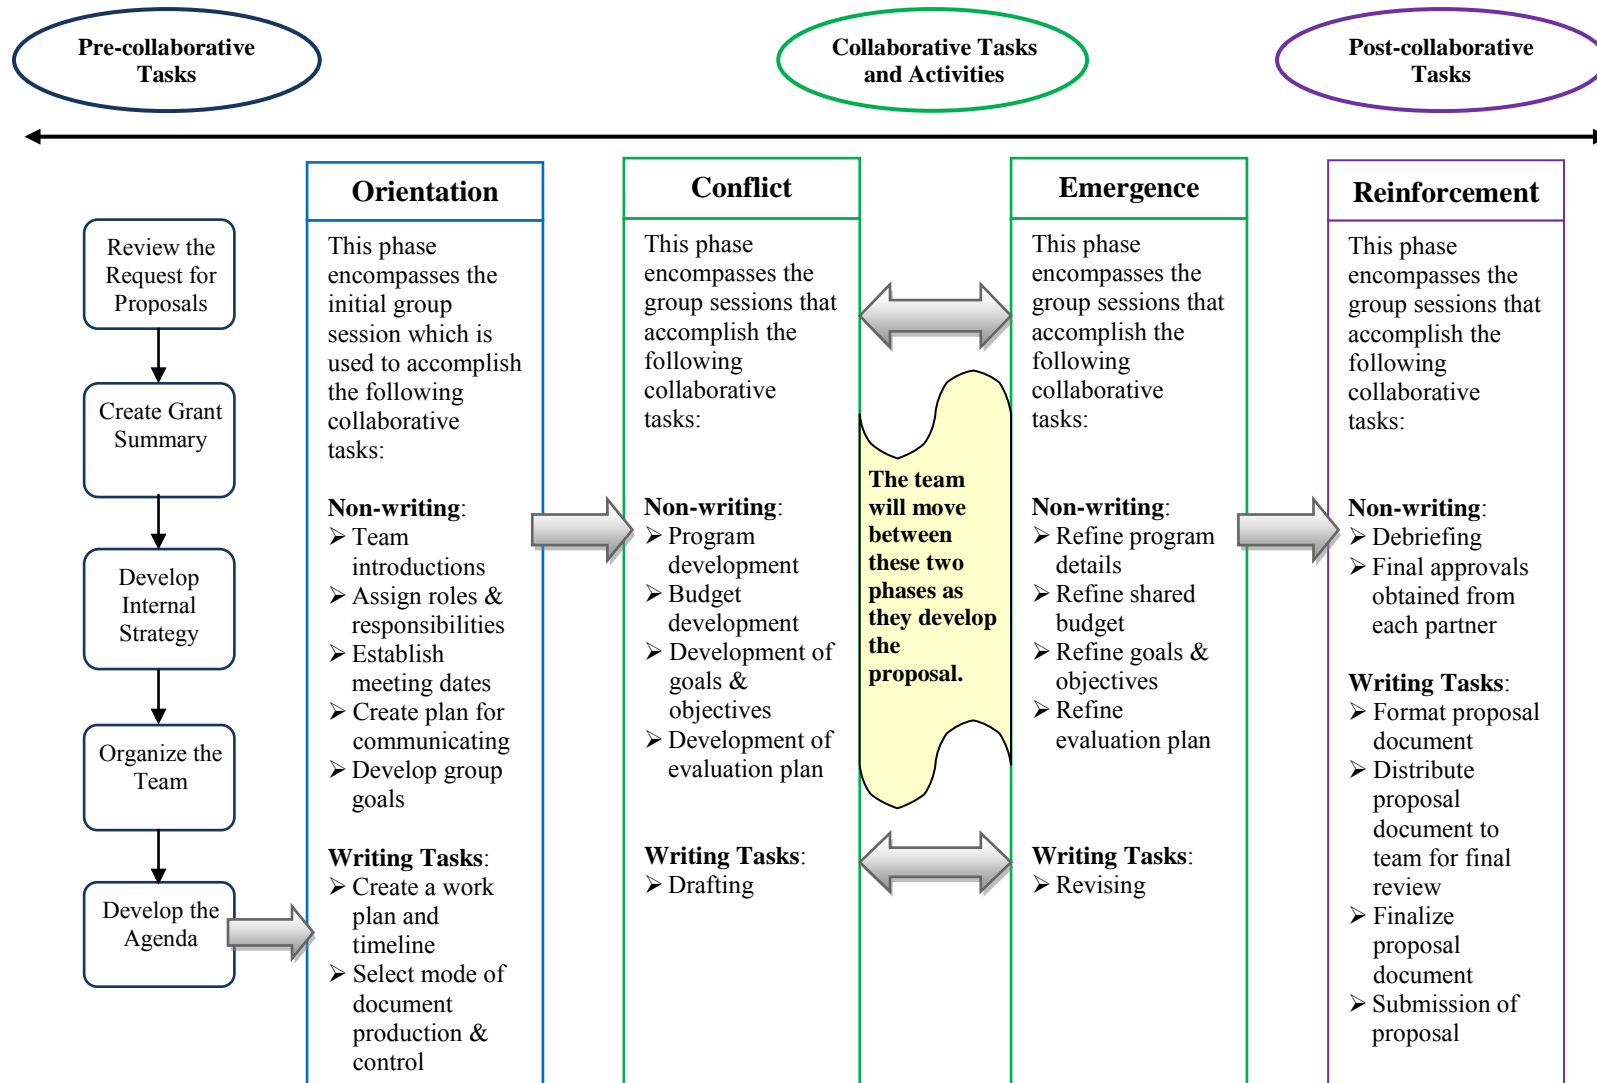 Pre-collaborative
Tasks
Collaborative Tasks
and Activities
Post-collaborative
Tasks
Review the
Request for
Proposals
Create Grant
Summary
Develop
Internal
Strategy
Organize the
Team
Develop the
Agenda
Orientation
This phase
encompasses the
initial group
session which is
used to accomplish
the following
collaborative
tasks:
Non-writing:
➢ Team
introductions
➢ Assign roles &
responsibilities
➢ Establish
meeting dates
➢ Create plan for
communicating
➢ Develop group
goals
Writing Tasks:
➢ Create a work
plan and
timeline
➢ Select mode of
document
production &
control
Conflict
This phase
encompasses the
group sessions that
accomplish the
following
collaborative
tasks:
Non-writing:
➢ Program
development
➢ Budget
development
➢ Development of
goals &
objectives
➢ Development of
evaluation plan
Writing Tasks:
➢ Drafting
The team
will move
between
these two
phases as
they develop
the
proposal.
Emergence
This phase
encompasses the
group sessions that
accomplish the
following
collaborative
tasks:
Non-writing:
➢ Refine program
details
➢ Refine shared
budget
➢ Refine goals &
objectives
➢ Refine
evaluation plan
Writing Tasks:
➢ Revising
Reinforcement
This phase
encompasses the
group sessions that
accomplish the
following
collaborative
tasks:
Non-writing:
➢ Debriefing
➢ Final approvals
obtained from
each partner
Writing Tasks:
➢ Format proposal
document
➢ Distribute
proposal
document to
team for final
review
➢ Finalize
proposal
document
➢ Submission of
proposal